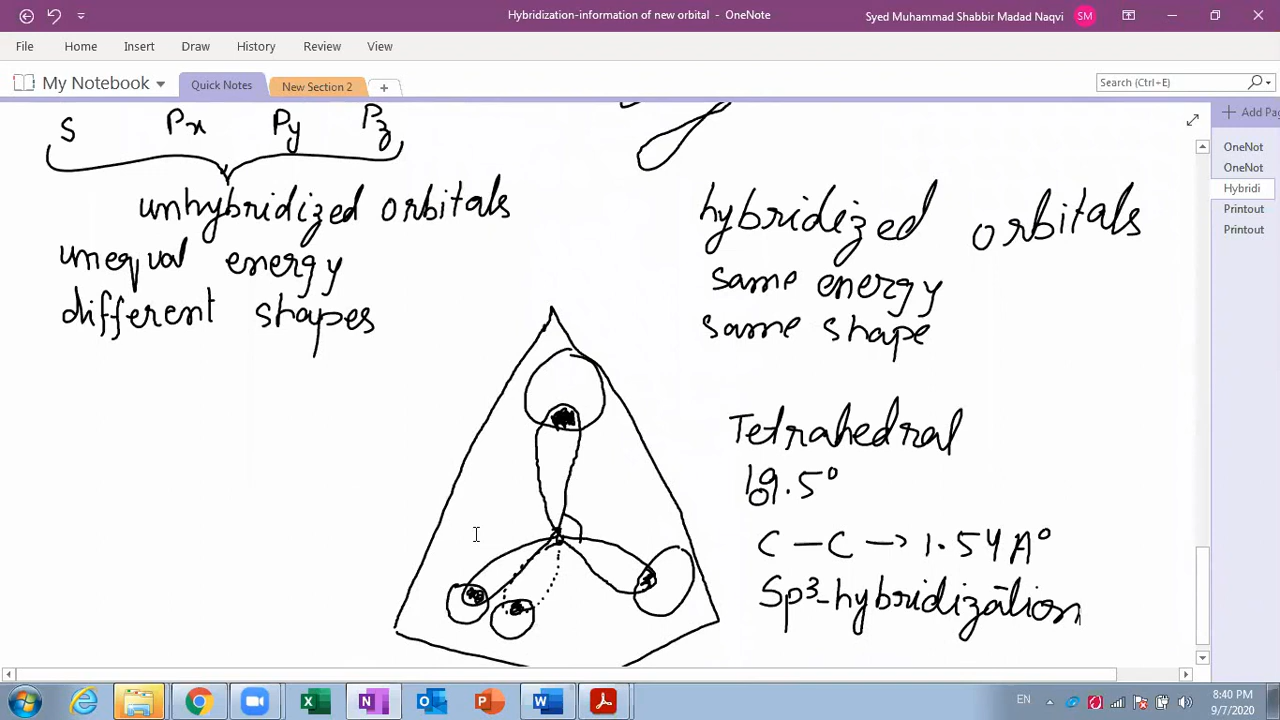 Hybridization-information of new orbital - OneNote
Syed Muhammad Shabbir Madad Naqvi SM
File Home Insert Draw History Review View
My Notebook Quick Notes New Section 2 + Search (Ctrl+E)
Add Pag
OneNot
OneNot
Hybridi
Printout
Printout
S Px Py Pz
unhybridized orbitals
unequal energy
different shapes
hybridized orbitals
same energy
same shape
Tetrahedral
109.5°
C — C → 1.54 A°
Sp³-hybridization
EN
8:40 PM
9/7/2020